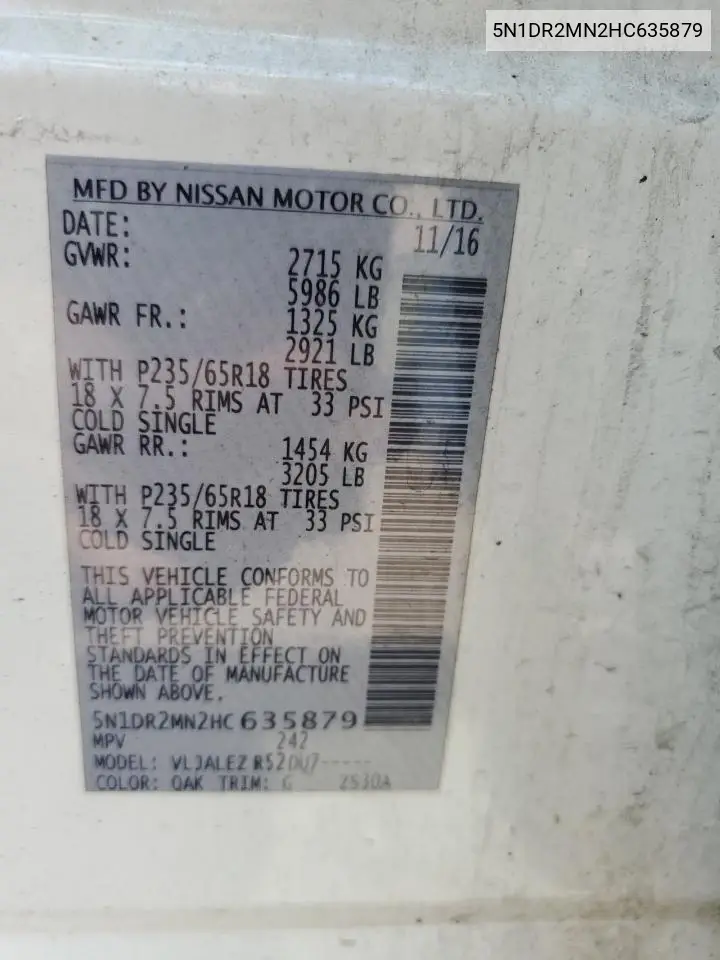 5N1DR2MN2HC635879
MFD BY NISSAN MOTOR CO., LTD.
DATE: 11/16
GVWR: 2715 KG
5986 LB
GAWR FR.: 1325 KG
2921 LB
WITH P235/65R18 TIRES
18 X 7.5 RIMS AT 33 PSI
COLD SINGLE
GAWR RR.: 1454 KG
3205 LB
WITH P235/65R18 TIRES
18 X 7.5 RIMS AT 33 PSI
COLD SINGLE
THIS VEHICLE CONFORMS TO
ALL APPLICABLE FEDERAL
MOTOR VEHICLE SAFETY AND
THEFT PREVENTION
STANDARDS IN EFFECT ON
THE DATE OF MANUFACTURE
SHOWN ABOVE.
5N1DR2MN2HC 635879
MPV 242
MODEL: VLJALEZ
COLOR: QAK TRIM: G